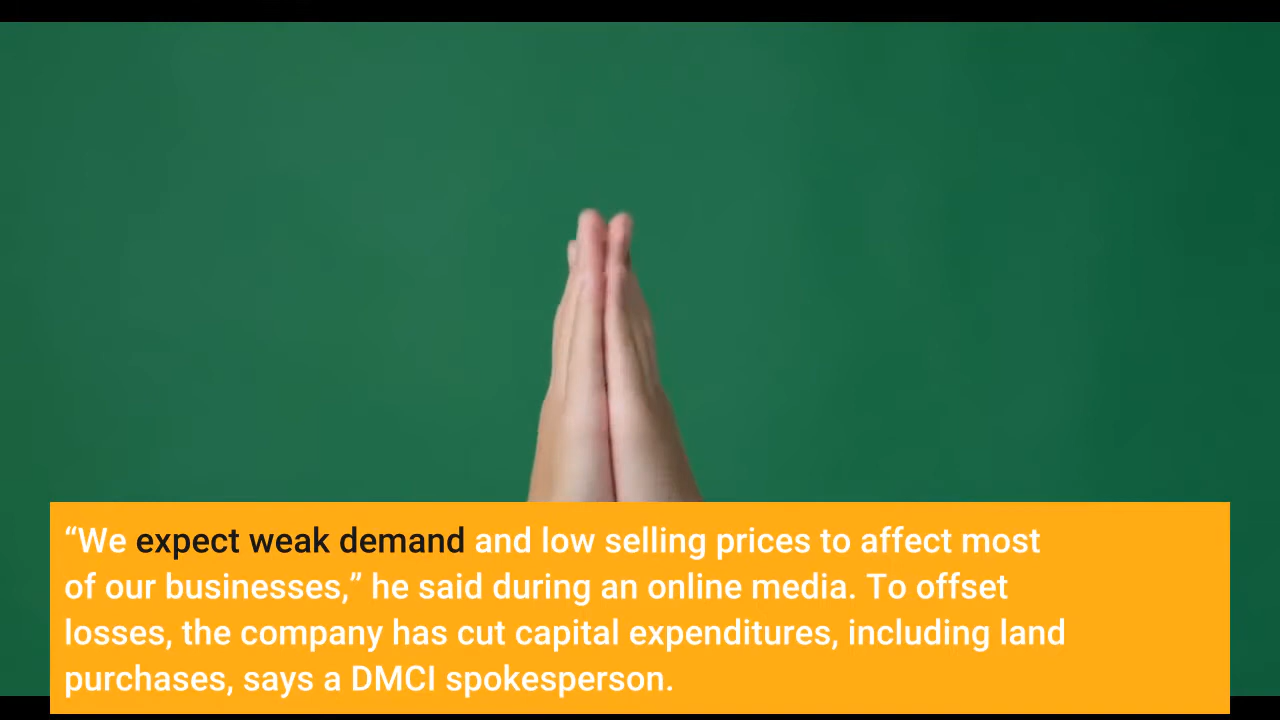 “We expect weak demand and low selling prices to affect most
of our businesses,” he said during an online media. To offset
losses, the company has cut capital expenditures, including land
purchases, says a DMCI spokesperson.